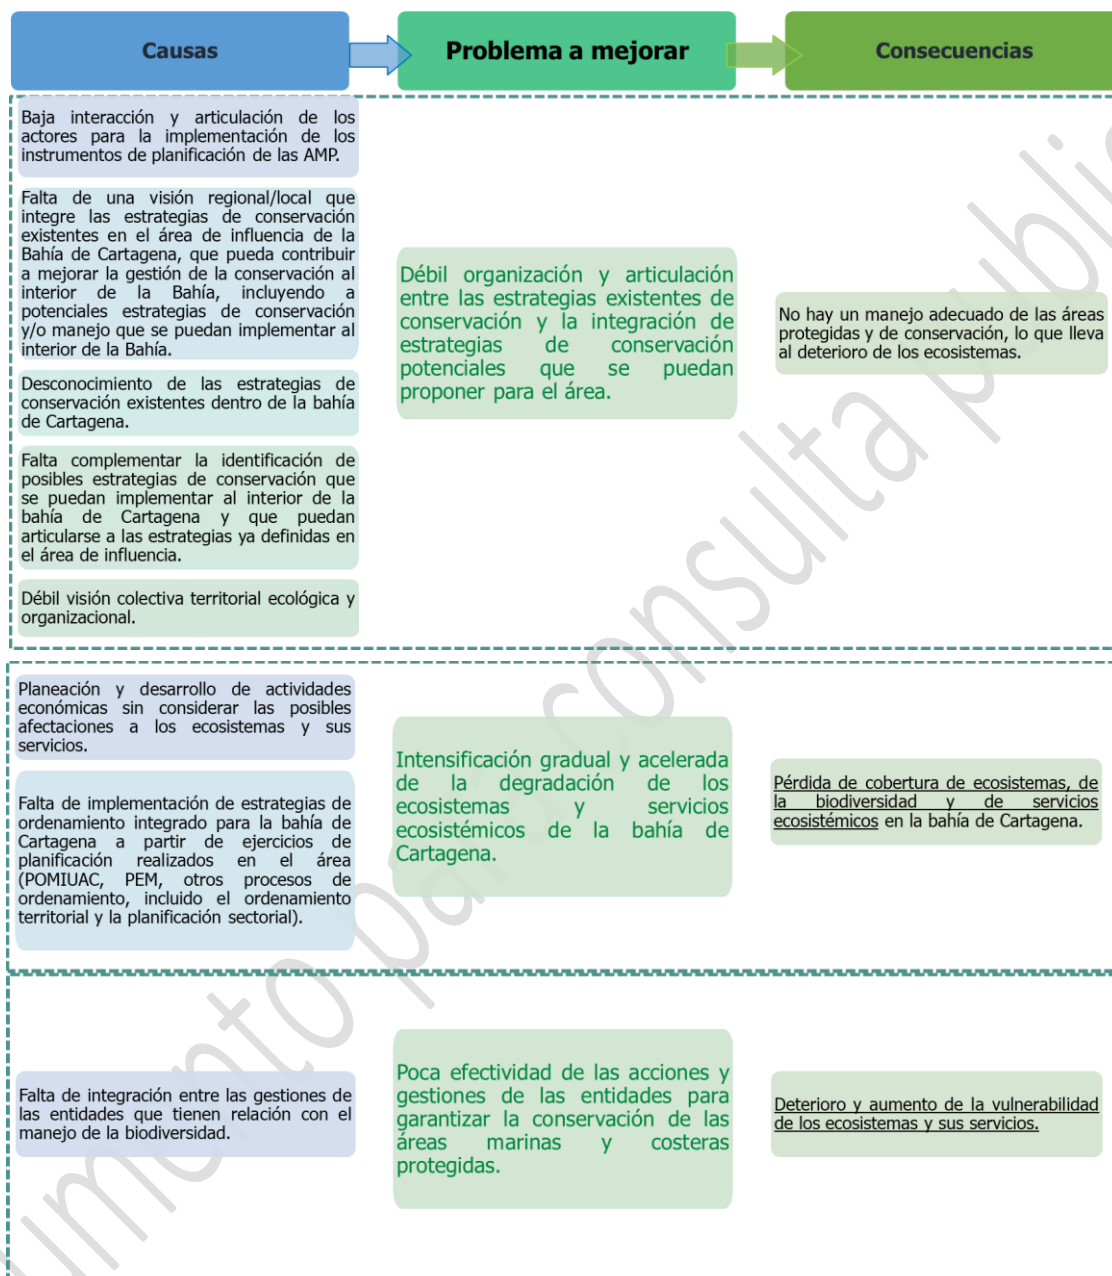 Causas
Problema a mejorar
Consecuencias
Baja interacción y articulación de los
actores para la implementación de los
instrumentos de planificación de las AMP.
Falta de una visión regional/local que
integre las estrategias de conservación
existentes en el área de influencia de la
Bahía de Cartagena, que pueda contribuir
a mejorar la gestión de la conservación al
interior de la Bahía, incluyendo a
potenciales estrategias de conservación
y/o manejo que se puedan implementar al
interior de la Bahía.
Desconocimiento de las estrategias de
conservación existentes dentro de la bahía
de Cartagena.
Falta complementar la identificación de
posibles estrategias de conservación que
se puedan implementar al interior de la
bahía de Cartagena y que puedan
articularse a las estrategias ya definidas en
el área de influencia.
Débil visión colectiva territorial ecológica y
organizacional.
Débil organización y articulación
entre las estrategias existentes de
conservación y la integración de
estrategias de conservación
potenciales que se puedan
proponer para el área.
No hay un manejo adecuado de las áreas
protegidas y de conservación, lo que lleva
al deterioro de los ecosistemas.
Planeación y desarrollo de actividades
económicas sin considerar las posibles
afectaciones a los ecosistemas y sus
servicios.
Falta de implementación de estrategias de
ordenamiento integrado para la bahía de
Cartagena a partir de ejercicios de
planificación realizados en el área
(POMIUAC, PEM, otros procesos de
ordenamiento, incluido el ordenamiento
territorial y la planificación sectorial).
Intensificación gradual y acelerada
de la degradación de los
ecosistemas y servicios
ecosistémicos de la bahía de
Cartagena.
Pérdida de cobertura de ecosistemas, de
la biodiversidad y de servicios
ecosistémicos en la bahía de Cartagena.
Falta de integración entre las gestiones de
las entidades que tienen relación con el
manejo de la biodiversidad.
Poca efectividad de las acciones y
gestiones de las entidades para
garantizar la conservación de las
áreas marinas y costeras
protegidas.
Deterioro y aumento de la vulnerabilidad
de los ecosistemas y sus servicios.
umento para consulta public